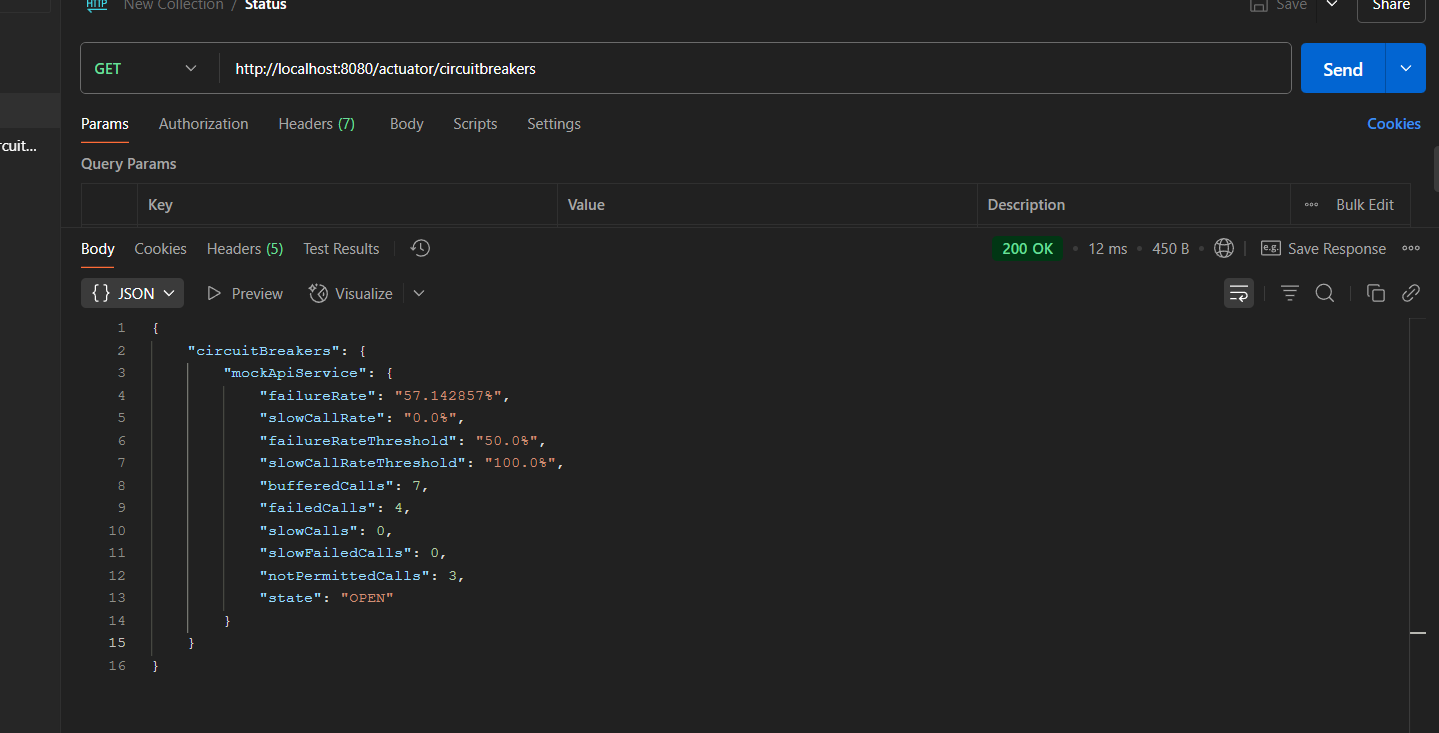 HTTP New Collection / Status Save Share
GET http://localhost:8080/actuator/circuitbreakers Send
Params Authorization Headers (7) Body Scripts Settings Cookies
rcuit...
Query Params
Key Value Description Bulk Edit
Body Cookies Headers (5) Test Results 200 OK 12 ms 450 B e.g. Save Response
{} JSON Preview Visualize
1 {
2 "circuitBreakers": {
3 "mockApiService": {
4 "failureRate": "57.142857%",
5 "slowCallRate": "0.0%",
6 "failureRateThreshold": "50.0%",
7 "slowCallRateThreshold": "100.0%",
8 "bufferedCalls": 7,
9 "failedCalls": 4,
10 "slowCalls": 0,
11 "slowFailedCalls": 0,
12 "notPermittedCalls": 3,
13 "state": "OPEN"
14 }
15 }
16 }